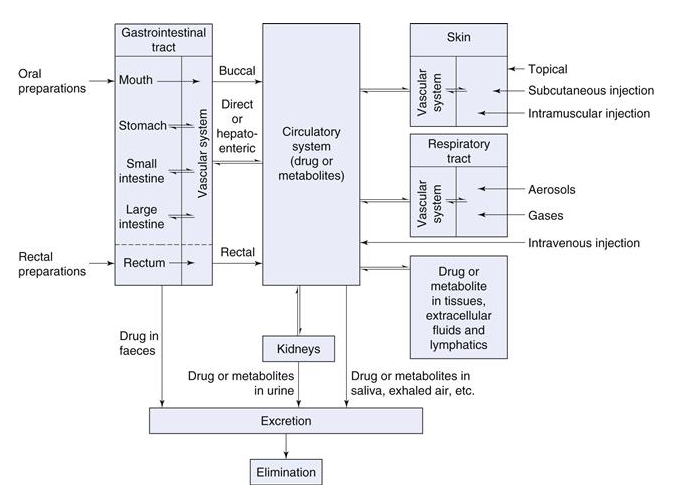 Gastrointestinal
tract
Oral
preparations
Mouth
Stomach
Small
intestine
Large
intestine
Vascular system
Rectal
preparations
Rectum
Buccal
Direct
or
hepato-
enteric
Rectal
Circulatory
system
(drug or
metabolites)
Skin
Vascular
system
Topical
Subcutaneous injection
Intramuscular injection
Respiratory
tract
Vascular
system
Aerosols
Gases
Intravenous injection
Drug or
metabolite
in tissues,
extracellular
fluids and
lymphatics
Drug in
faeces
Kidneys
Drug or metabolites
in urine
Drug or metabolites in
saliva, exhaled air, etc.
Excretion
Elimination